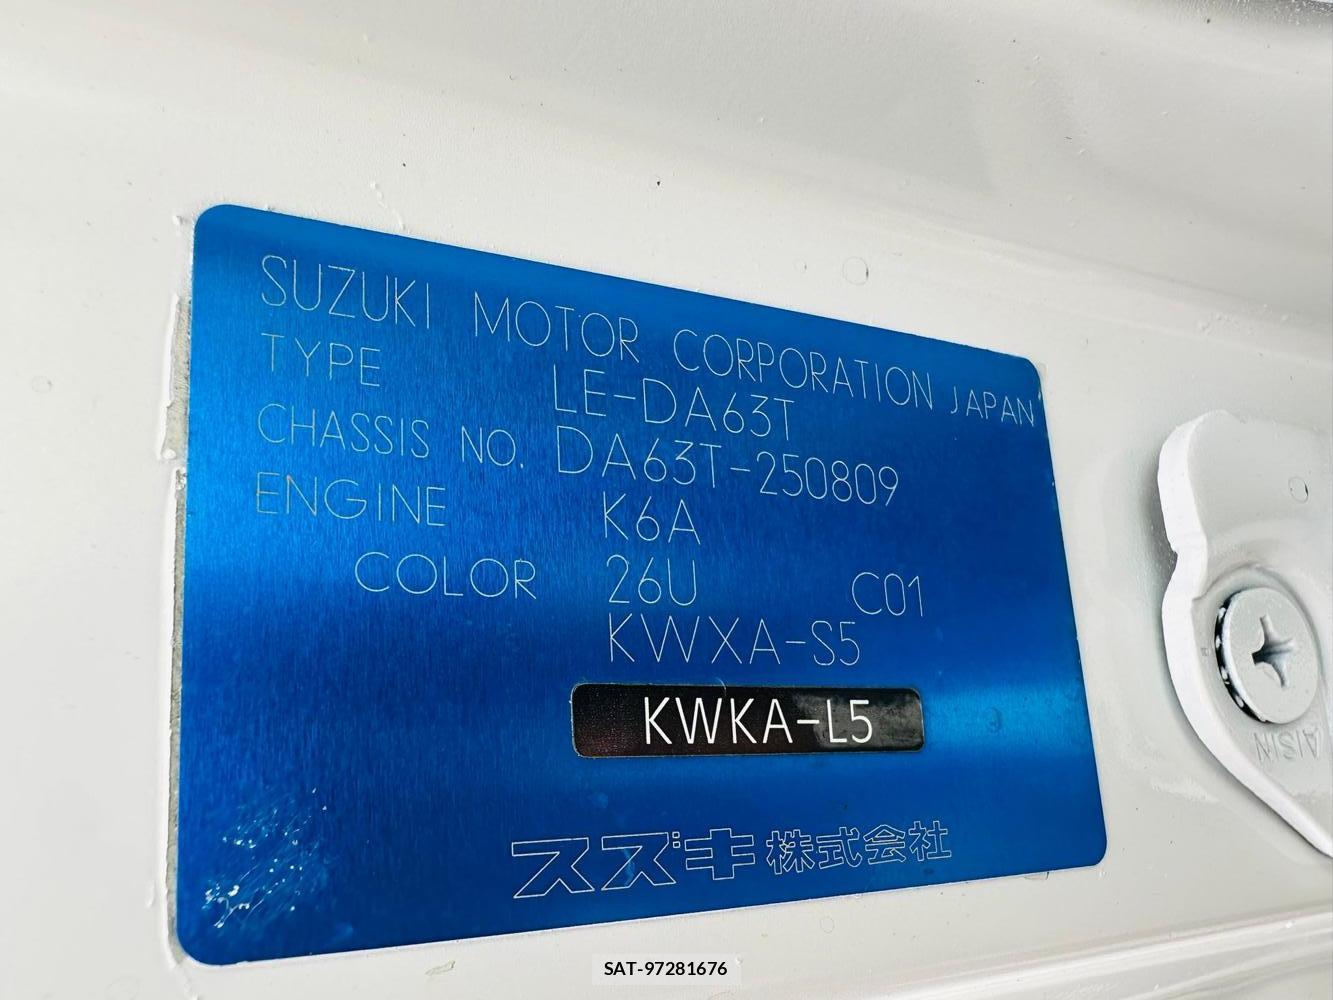 SUZUKI MOTOR CORPORATION JAPAN
TYPE LE-DA63T
CHASSIS NO. DA63T-250809
ENGINE K6A
COLOR 26U C01
KWXA-S5
KWKA-L5
スズキ株式会社
AISIN
SAT-97281676